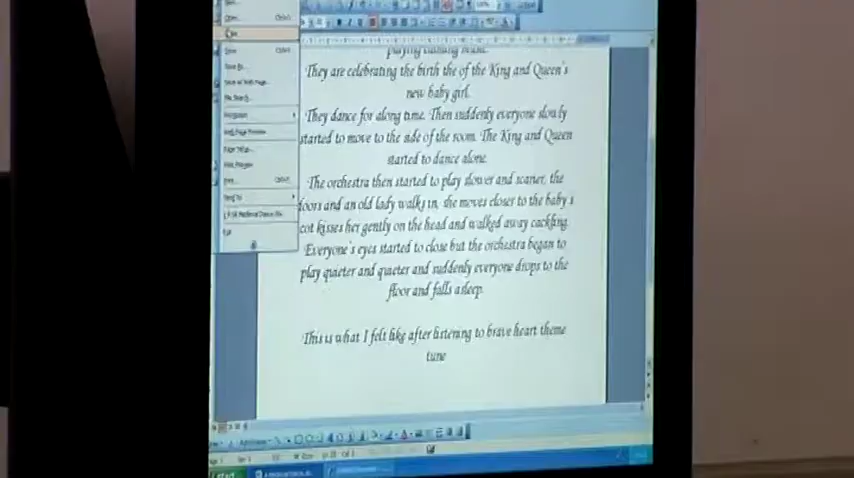 They are celebrating the birth the of the King and Queen's
new baby girl.
They dance for along time. Then suddenly everyone slowly
started to move to the side of the room. The King and Queen
started to dance alone.
The orchestra then started to play slower and scarier, the
doors and an old lady walks in, she moves closer to the baby's
cot kisses her gently on the head and walked away cackling.
Everyone's eyes started to close but the orchestra began to
play quieter and quieter and suddenly everyone drops to the
floor and falls asleep.
This is what I felt like after listening to brave heart theme
tune
start